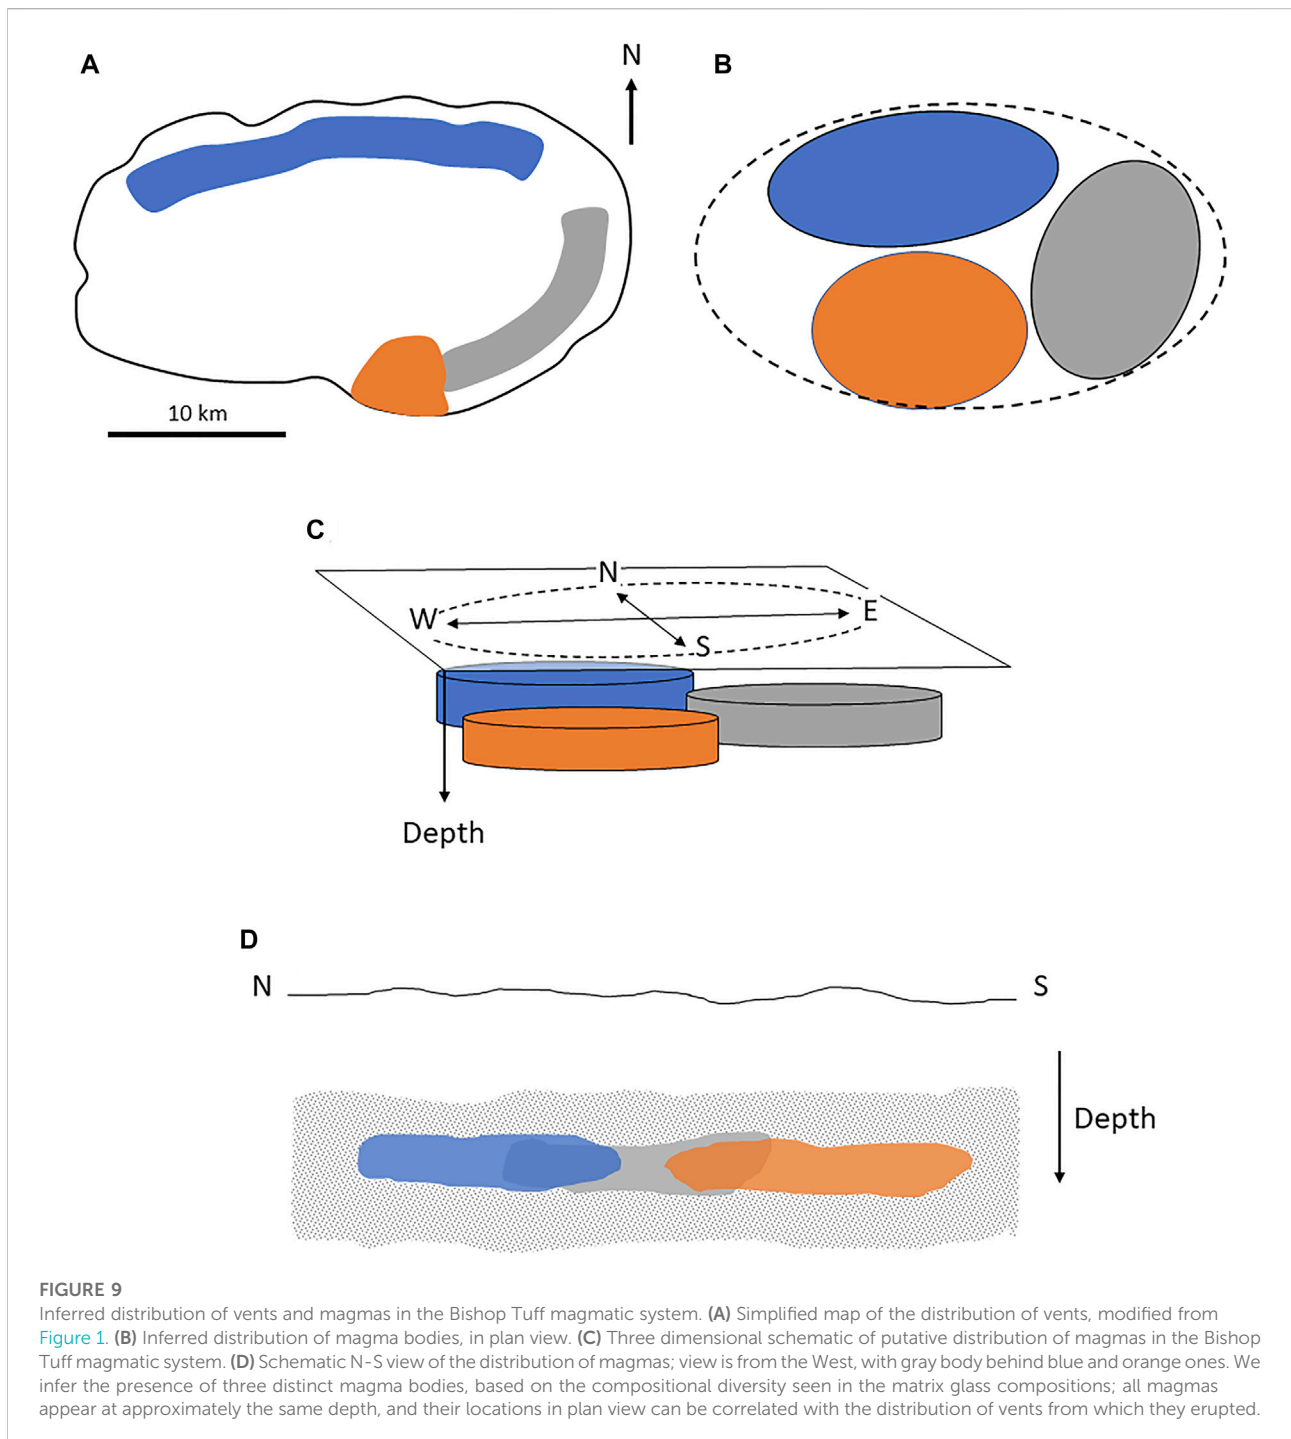 A
N
B
10 km
C
N
W
E
S
Depth
D
N
S
Depth
FIGURE 9
Inferred distribution of vents and magmas in the Bishop Tuff magmatic system. (A) Simplified map of the distribution of vents, modified from
Figure 1. (B) Inferred distribution of magma bodies, in plan view. (C) Three dimensional schematic of putative distribution of magmas in the Bishop
Tuff magmatic system. (D) Schematic N-S view of the distribution of magmas; view is from the West, with gray body behind blue and orange ones. We
infer the presence of three distinct magma bodies, based on the compositional diversity seen in the matrix glass compositions; all magmas
appear at approximately the same depth, and their locations in plan view can be correlated with the distribution of vents from which they erupted.